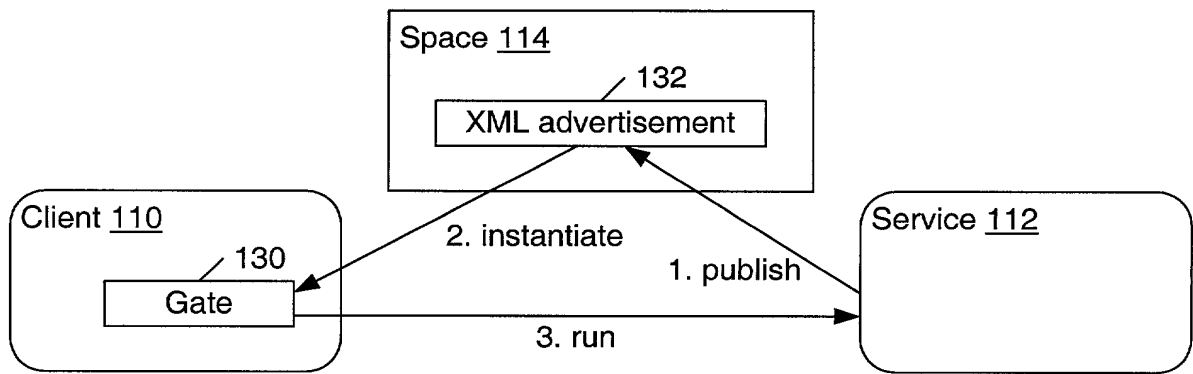 Space 114
132
XML advertisement
Client 110
2. instantiate
Service 112
130
1. publish
Gate
3. run